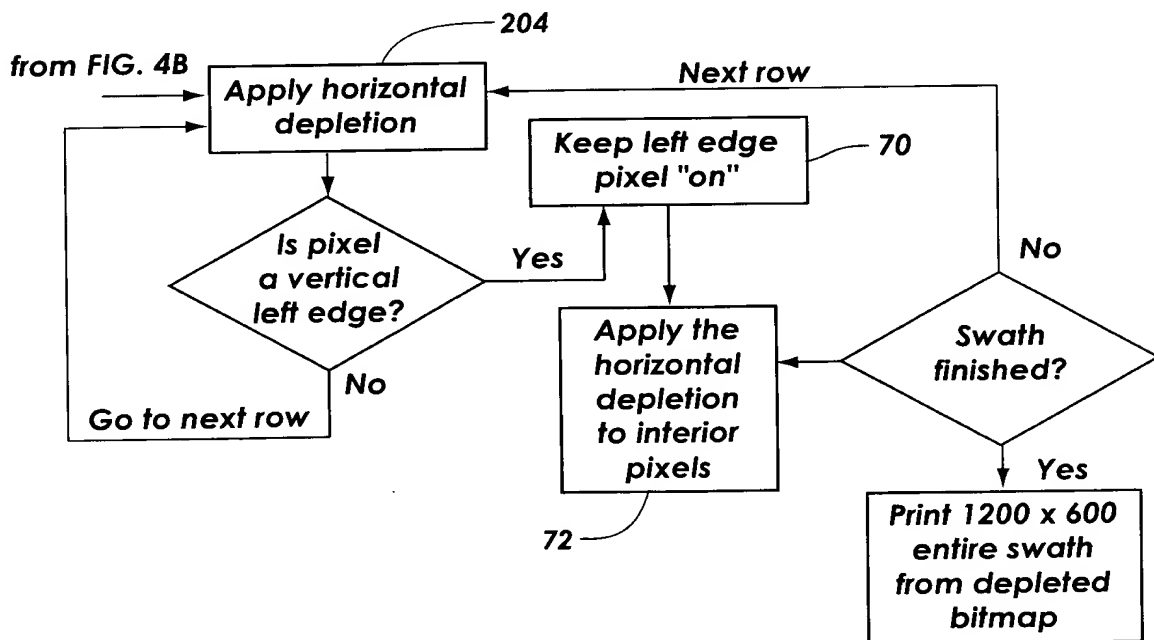 204
from FIG. 4B
Apply horizontal
depletion
Next row
Keep left edge
pixel "on"
70
Is pixel
a vertical
left edge?
Yes
No
Go to next row
Apply the
horizontal
depletion
to interior
pixels
72
No
Swath
finished?
Yes
Print 1200 x 600
entire swath
from depleted
bitmap